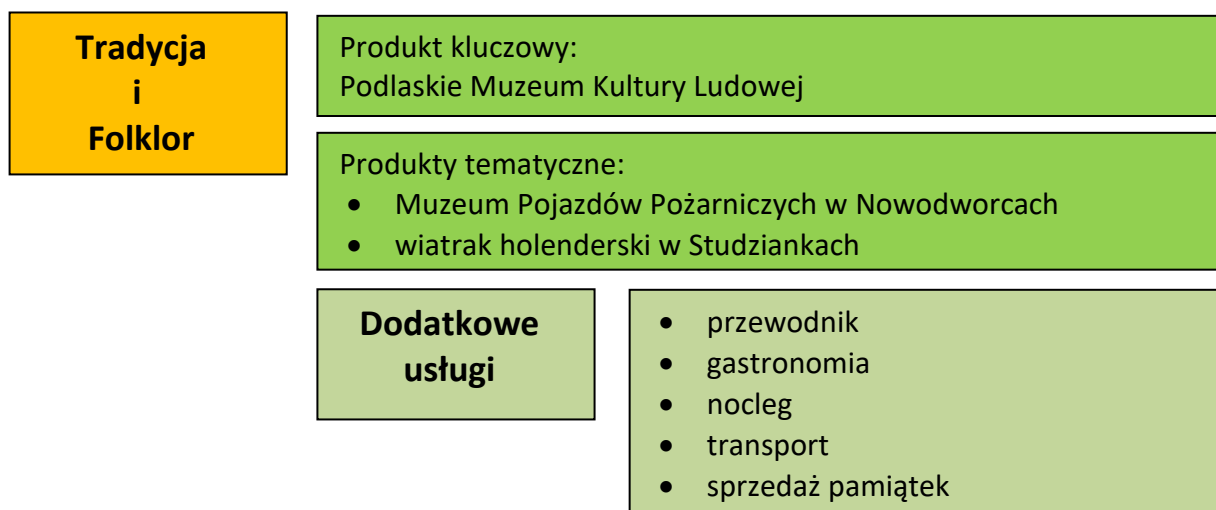 Tradycja
i
Folklor
Produkt kluczowy:
Podlaskie Muzeum Kultury Ludowej
Produkty tematyczne:
• Muzeum Pojazdów Pożarniczych w Nowodworcach
• wiatrak holenderski w Studziankach
Dodatkowe
usługi
• przewodnik
• gastronomia
• nocleg
• transport
• sprzedaż pamiątek